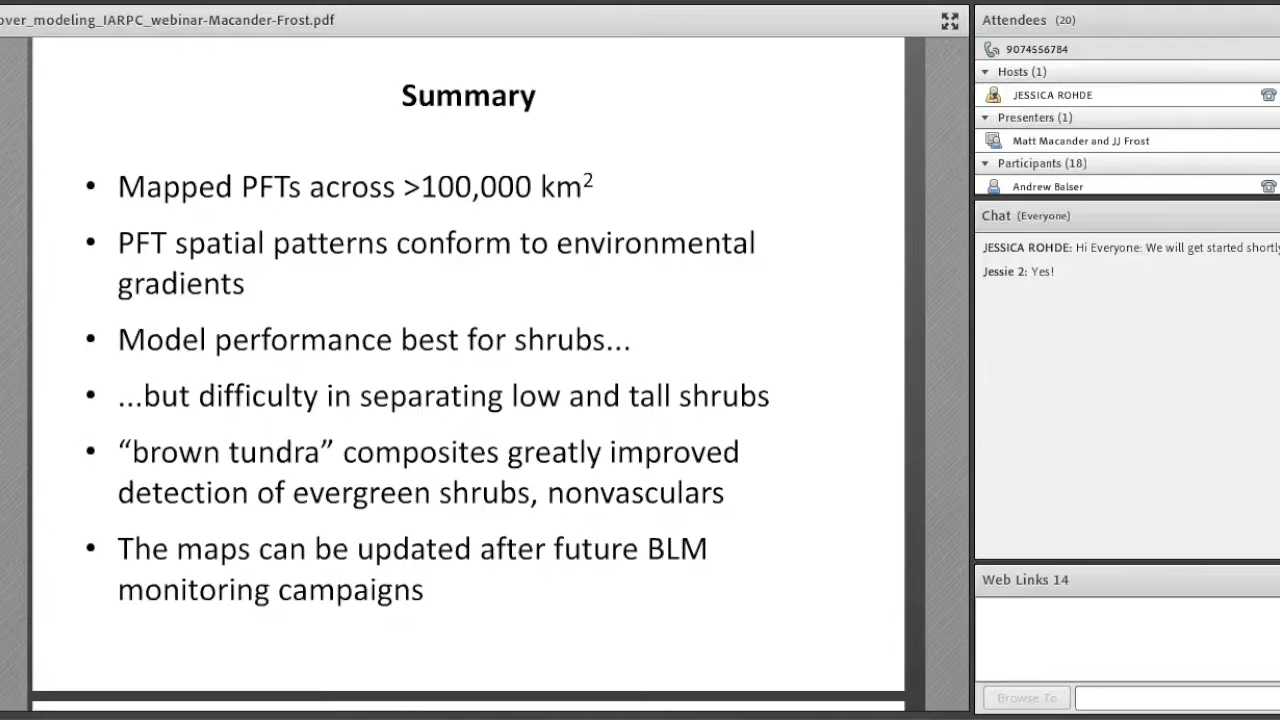 over_modeling_IARPC_webinar-Macander-Frost.pdf
Summary
• Mapped PFTs across >100,000 km²
• PFT spatial patterns conform to environmental
gradients
• Model performance best for shrubs...
• ...but difficulty in separating low and tall shrubs
• “brown tundra” composites greatly improved
detection of evergreen shrubs, nonvasculars
• The maps can be updated after future BLM
monitoring campaigns
Attendees (20)
9074556784
Hosts (1)
JESSICA ROHDE
Presenters (1)
Matt Macander and JJ Frost
Participants (18)
Andrew Balser
Chat (Everyone)
JESSICA ROHDE: Hi Everyone: We will get started shortly
Jessie 2: Yes!
Web Links 14
Browse To